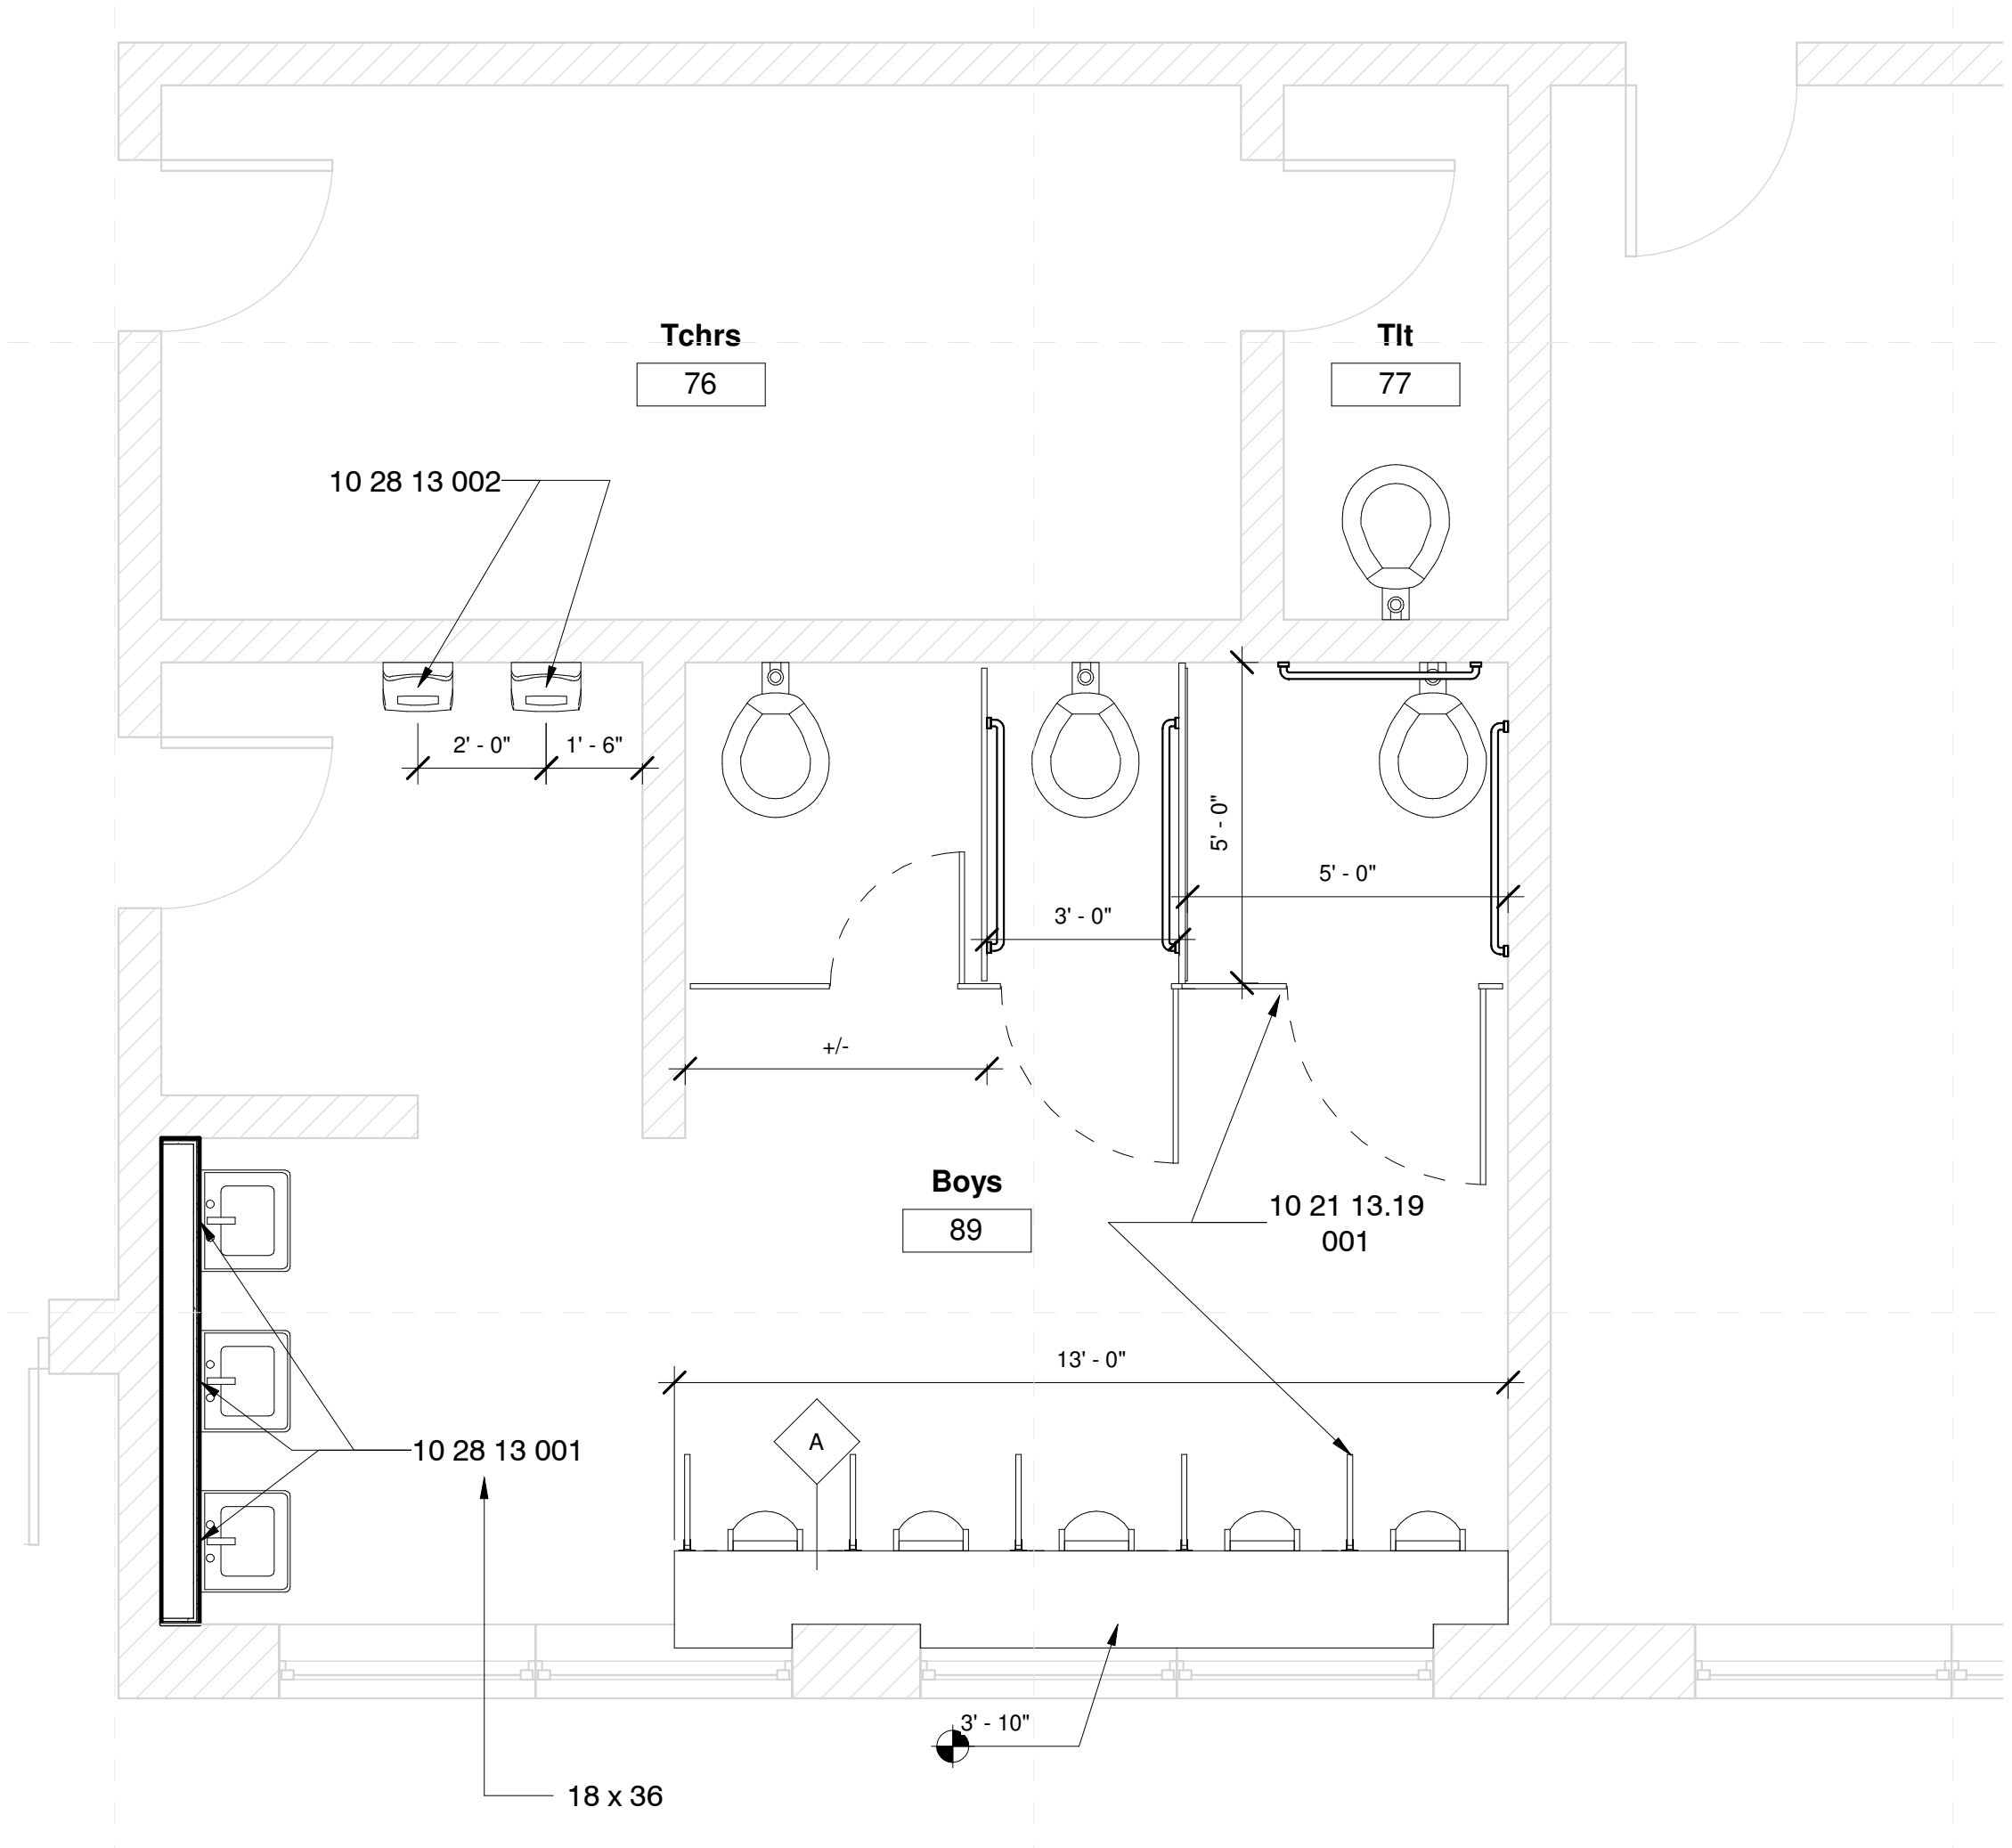 Tchrs
76
Tlt
77
10 28 13 002
2' - 0"
1' - 6"
5' - 0"
5' - 0"
3' - 0"
+/-
Boys
89
10 21 13.19
001
13' - 0"
A
10 28 13 001
3' - 10"
18 x 36